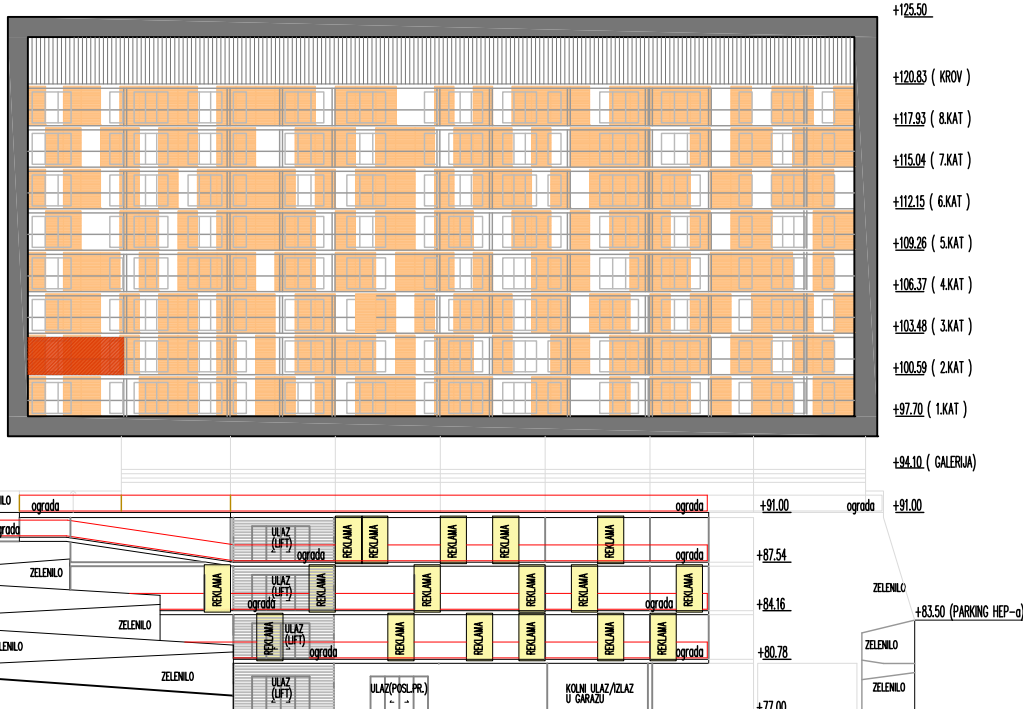 +125.50
+120.83 ( KROV )
+117.93 ( 8.KAT )
+115.04 ( 7.KAT )
+112.15 ( 6.KAT )
+109.26 ( 5.KAT )
+106.37 ( 4.KAT )
+103.48 ( 3.KAT )
+100.59 ( 2.KAT )
+97.70 ( 1.KAT )
+94.10 ( GALERIJA)
ILO
ograda
ograda
+91.00
ograda
+91.00
grada
ULAZ
(LIFT)
ograda
REKLAMA
REKLAMA
REKLAMA
REKLAMA
REKLAMA
ograda
+87.54
ZELENILO
REKLAMA
ograda
ULAZ
(LIFT)
REKLAMA
REKLAMA
REKLAMA
REKLAMA
ograda
REKLAMA
+84.16
ZELENILO
+83.50 (PARKING HEP-a)
ZELENILO
REKLAMA
ULAZ
(LIFT)
ograda
REKLAMA
REKLAMA
REKLAMA
REKLAMA
REKLAMA
ograda
+80.78
ZELENILO
ENILO
ZELENILO
ULAZ
(LIFT)
ULAZ(POSL.PR.)
KOLNI ULAZ/IZLAZ
U GARAŽU
ZELENILO
+77.00